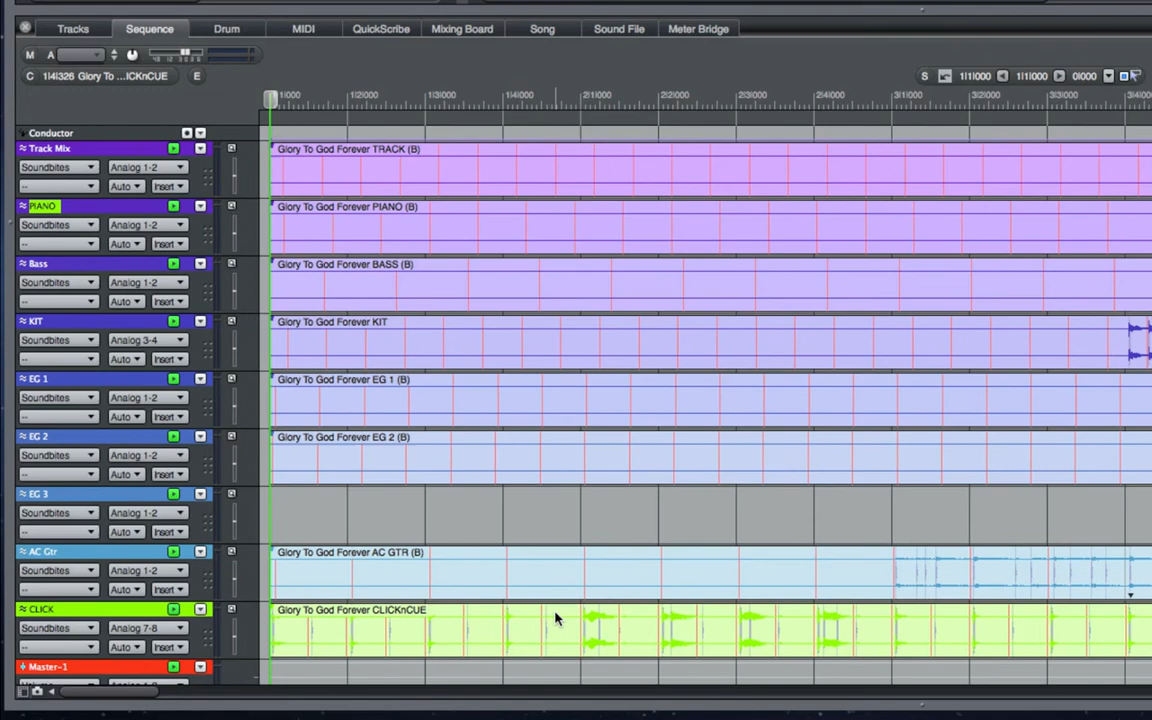 Tracks Sequence Drum MIDI QuickScribe Mixing Board Song Sound File Meter Bridge
M A
C 1|4|326 Glory To ...ICKnCUE E S 1|1|000 1|1|000 0|000
1|1|000 1|2|000 1|3|000 1|4|000 2|1|000 2|2|000 2|3|000 2|4|000 3|1|000 3|2|000 3|3|000 3|4|0
Conductor
Track Mix Glory To God Forever TRACK (B)
Soundbites Analog 1-2
-- Auto Insert
PIANO Glory To God Forever PIANO (B)
Soundbites Analog 1-2
-- Auto Insert
Bass Glory To God Forever BASS (B)
Soundbites Analog 1-2
-- Auto Insert
KIT Glory To God Forever KIT
Soundbites Analog 3-4
-- Auto Insert
EG 1 Glory To God Forever EG 1 (B)
Soundbites Analog 1-2
-- Auto Insert
EG 2 Glory To God Forever EG 2 (B)
Soundbites Analog 1-2
-- Auto Insert
EG 3
Soundbites Analog 1-2
-- Auto Insert
AC Gtr Glory To God Forever AC GTR (B)
Soundbites Analog 1-2
-- Auto Insert
CLICK Glory To God Forever CLICKnCUE
Soundbites Analog 7-8
-- Auto Insert
Master-1